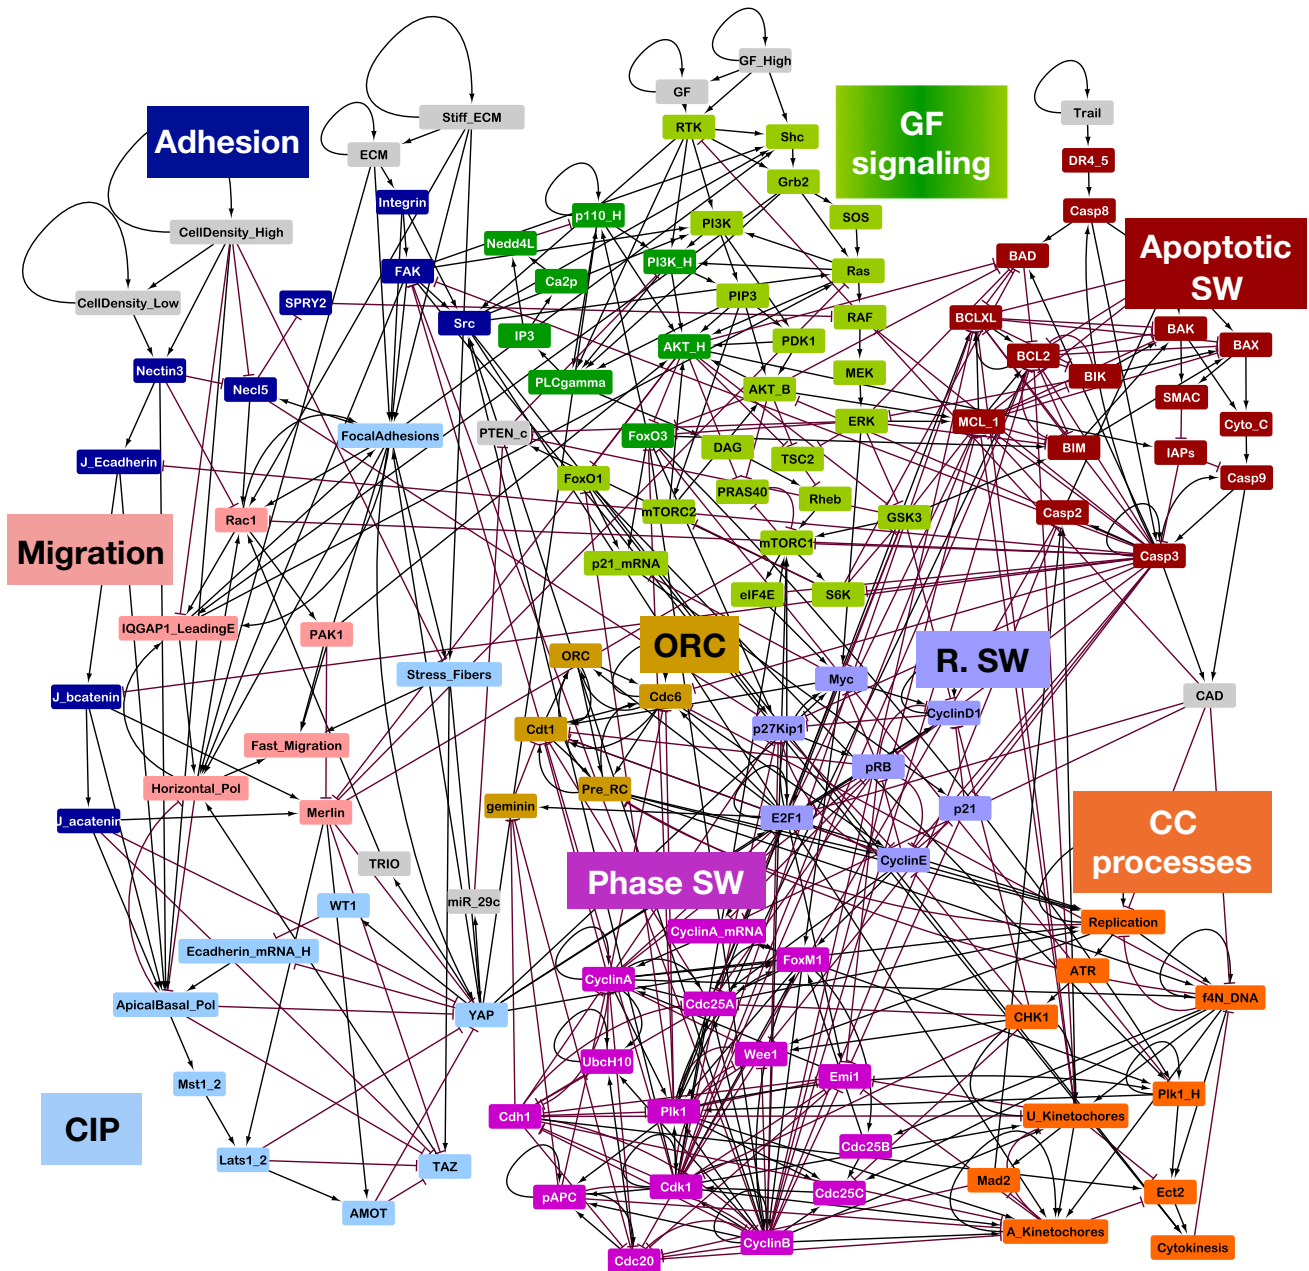 GF_High
GF
Stiff_ECM
Trail
Adhesion
GF
signaling
RTK
Shc
ECM
DR4_5
Grb2
Integrin
Casp8
p110_H
PI3K
SOS
CellDensity_High
Nedd4L
Apoptotic
SW
BAD
PI3K_H
FAK
Ras
Ca2p
PIP3
CellDensity_Low
SPRY2
Src
IP3
RAF
BCLXL
BAK
PDK1
AKT_H
BAX
BCL2
Nectin3
PLCgamma
MEK
BIK
Necl5
AKT_B
SMAC
FocalAdhesions
PTEN_c
FoxO3
ERK
MCL_1
Cyto_C
DAG
BIM
IAPs
J_Ecadherin
TSC2
FoxO1
Casp9
PRAS40
Rheb
Rac1
mTORC2
GSK3
Casp2
Migration
mTORC1
Casp3
p21_mRNA
eIF4E
S6K
IQGAP1_LeadingE
PAK1
ORC
R. SW
ORC
Stress_Fibers
Myc
J_bcatenin
Cdc6
CAD
CyclinD1
Cdt1
p27Kip1
Fast_Migration
pRB
Horizontal_Pol
Pre_RC
geminin
Merlin
p21
J_acatenin
E2F1
CC
processes
TRIO
CyclinE
Phase SW
WT1
miR_29c
Replication
CyclinA_mRNA
Ecadherin_mRNA_H
FoxM1
ATR
CyclinA
ApicalBasal_Pol
Cdc25A
f4N_DNA
YAP
CHK1
Wee1
UbcH10
Mst1_2
Emi1
Plk1_H
CIP
Cdh1
Plk1
U_Kinetochores
Cdc25B
Lats1_2
TAZ
Mad2
Cdk1
Cdc25C
Ect2
pAPC
AMOT
A_Kinetochores
CyclinB
Cytokinesis
Cdc20